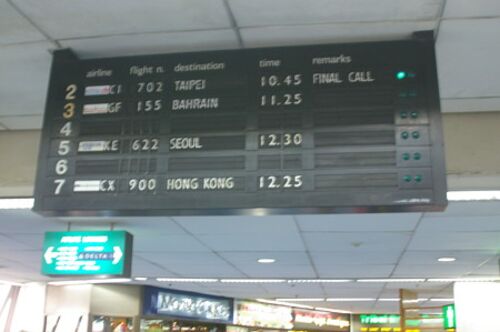 airline flight n. destination time remarks
2 CI 702 TAIPEI 10.45 FINAL CALL
3 GF 155 BAHRAIN 11.25
4
5 KE 622 SEOUL 12.30
6
7 CX 900 HONG KONG 12.25
DELTA